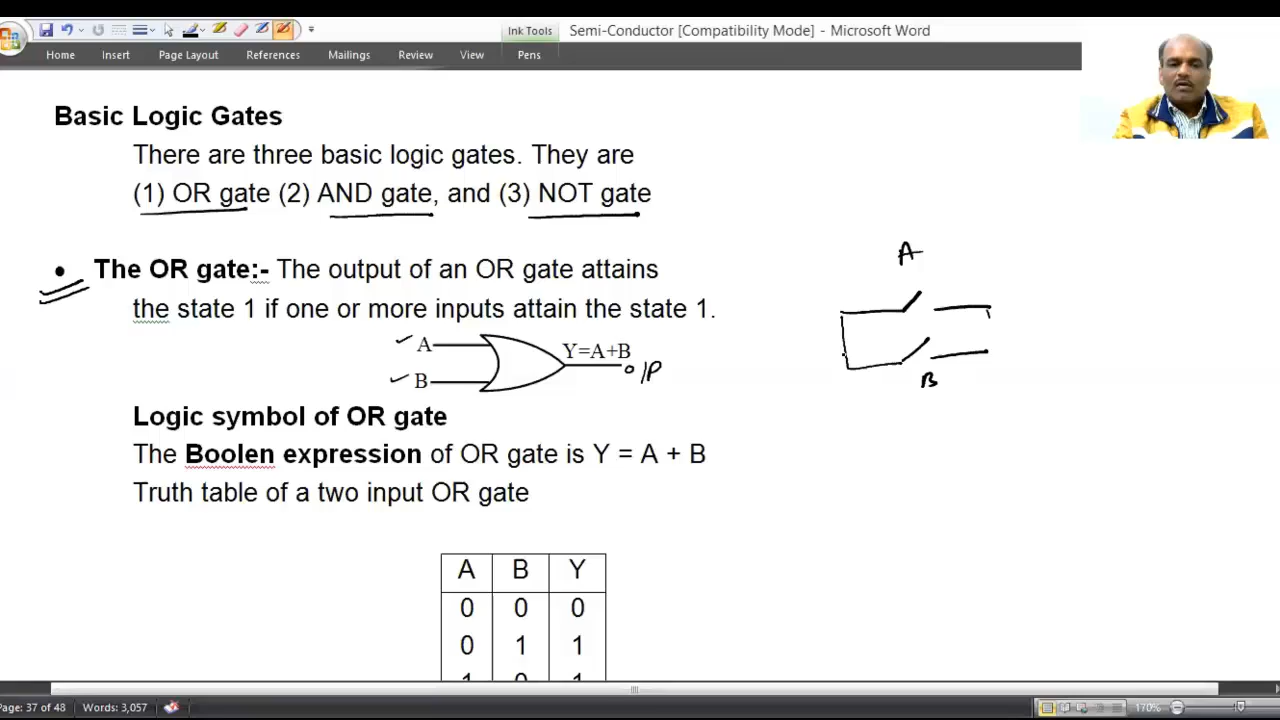 Ink Tools
Semi-Conductor [Compatibility Mode] - Microsoft Word
Home Insert Page Layout References Mailings Review View Pens
Basic Logic Gates
There are three basic logic gates. They are
(1) OR gate (2) AND gate, and (3) NOT gate
A
• The OR gate:- The output of an OR gate attains
the state 1 if one or more inputs attain the state 1.
A
Y=A+B
O/P
B
B
Logic symbol of OR gate
The Boolen expression of OR gate is Y = A + B
Truth table of a two input OR gate
A B Y
0 0 0
0 1 1
1 0 1
Page: 37 of 48 Words: 3,057 170%